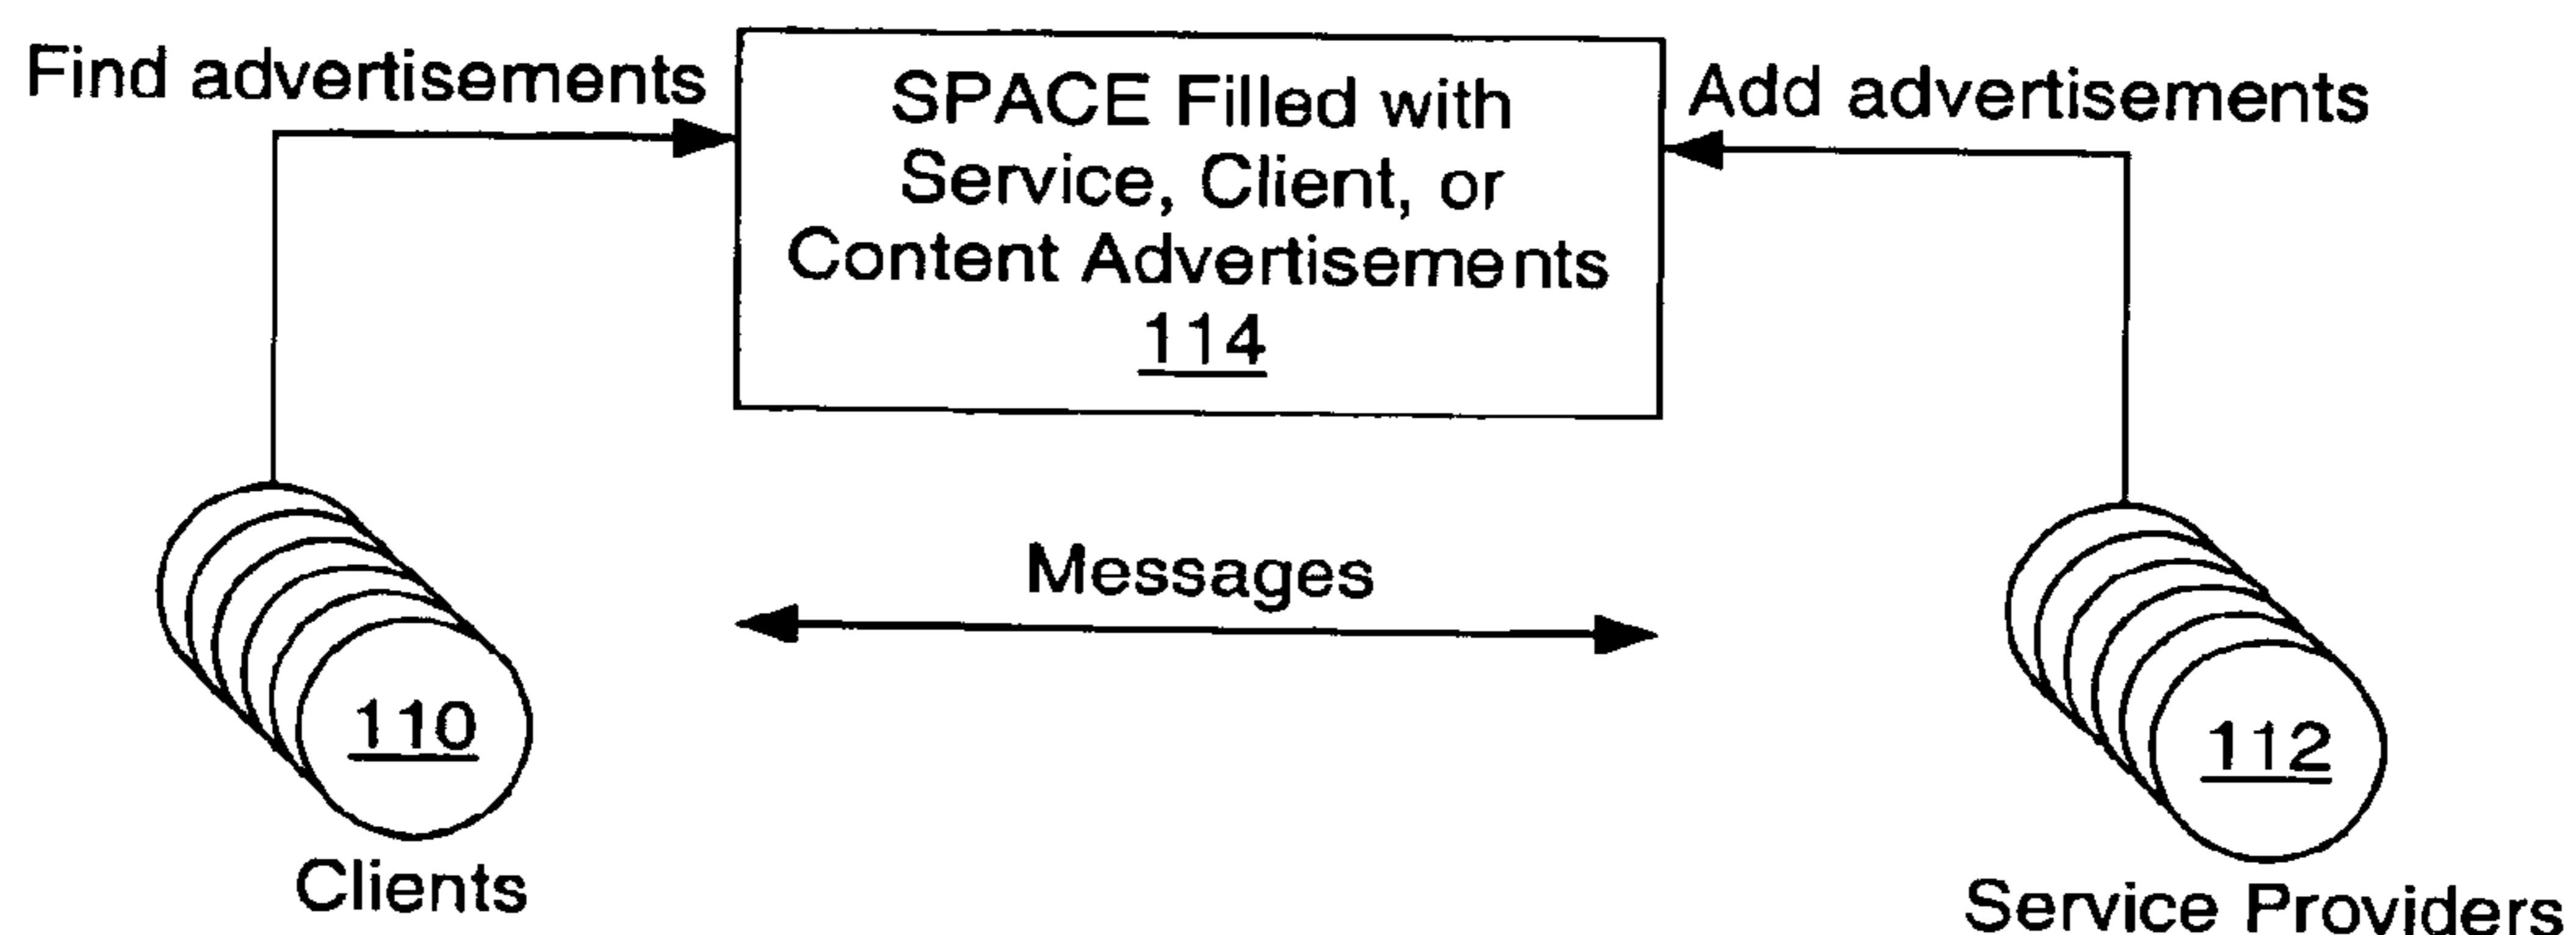 Find advertisements
SPACE Filled with
Service, Client, or
Content Advertisements
114
Add advertisements
Messages
110
Clients
112
Service Providers